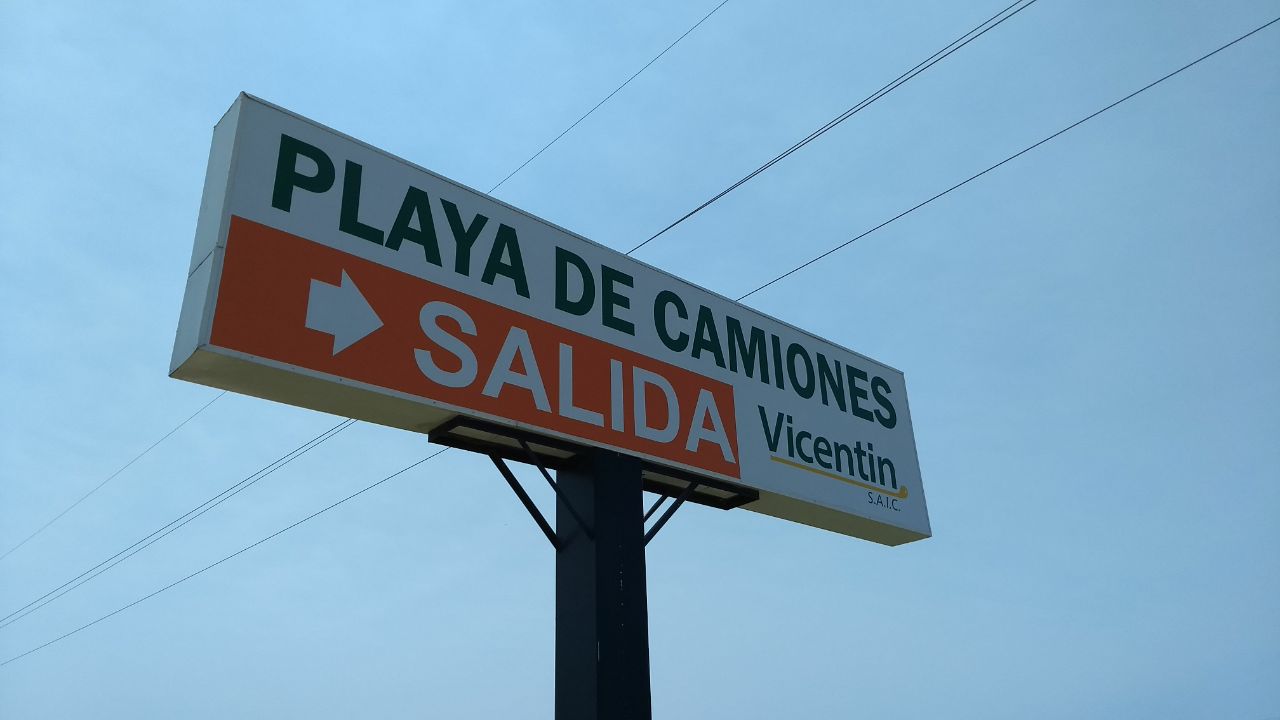 PLAYA DE CAMIONES
SALIDA
Vicentin
S.A.I.C.